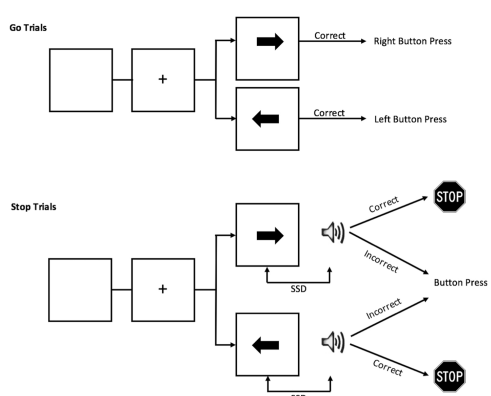 Go Trials
+
Correct
Right Button Press
Correct
Left Button Press
Stop Trials
+
Correct
STOP
Incorrect
SSD
Button Press
Incorrect
Correct
STOP
SSD